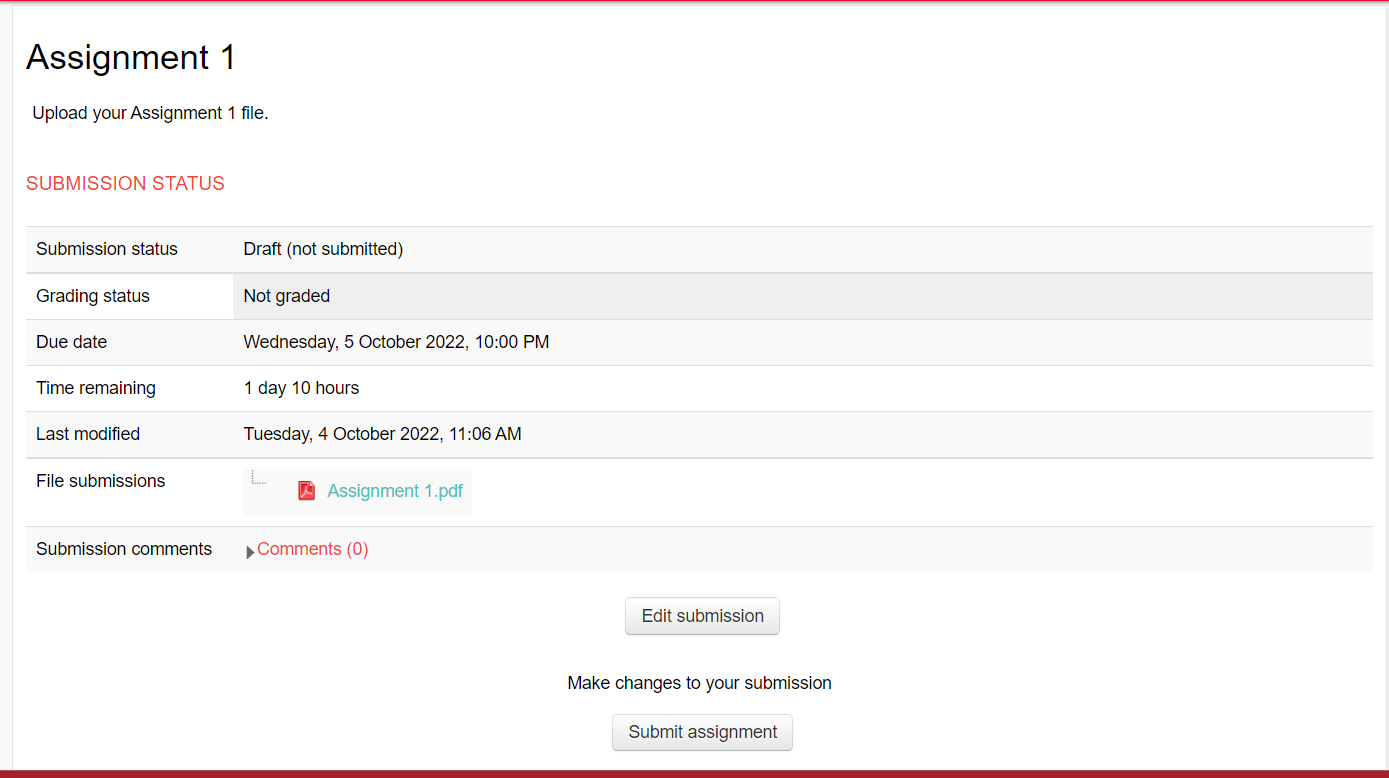 Assignment 1
Upload your Assignment 1 file.
SUBMISSION STATUS
Submission status Draft (not submitted)
Grading status Not graded
Due date Wednesday, 5 October 2022, 10:00 PM
Time remaining 1 day 10 hours
Last modified Tuesday, 4 October 2022, 11:06 AM
File submissions Assignment 1.pdf
Submission comments Comments (0)
Edit submission
Make changes to your submission
Submit assignment